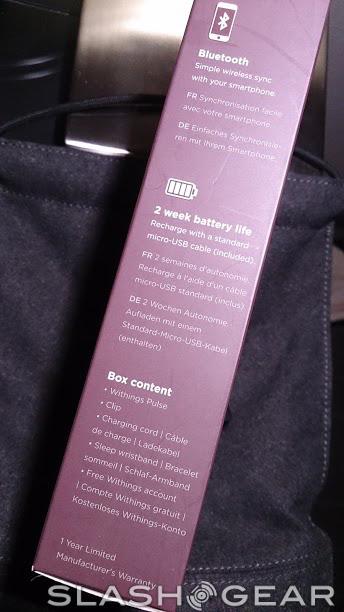 Bluetooth
Simple wireless sync
with your smartphone.
FR Synchronisation facile
avec votre smartphone.
DE Einfaches Synchronisie-
ren mit Ihrem Smartphone.
2 week battery life
Recharge with a standard
micro-USB cable (included).
FR 2 semaines d'autonomie.
Recharge à l'aide d'un câble
micro-USB standard (inclus).
DE 2 Wochen Autonomie.
Aufladen mit einem
Standard-Micro-USB-Kabel
(enthalten)
Box content
• Withings Pulse
• Clip
• Charging cord | Câble
de charge | Ladekabel
• Sleep wristband | Bracelet
sommeil | Schlaf-Armband
• Free Withings account
| Compte Withings gratuit |
Kostenloses Withings-Konto
1 Year Limited
Manufacturer's Warranty
SLASHGEAR